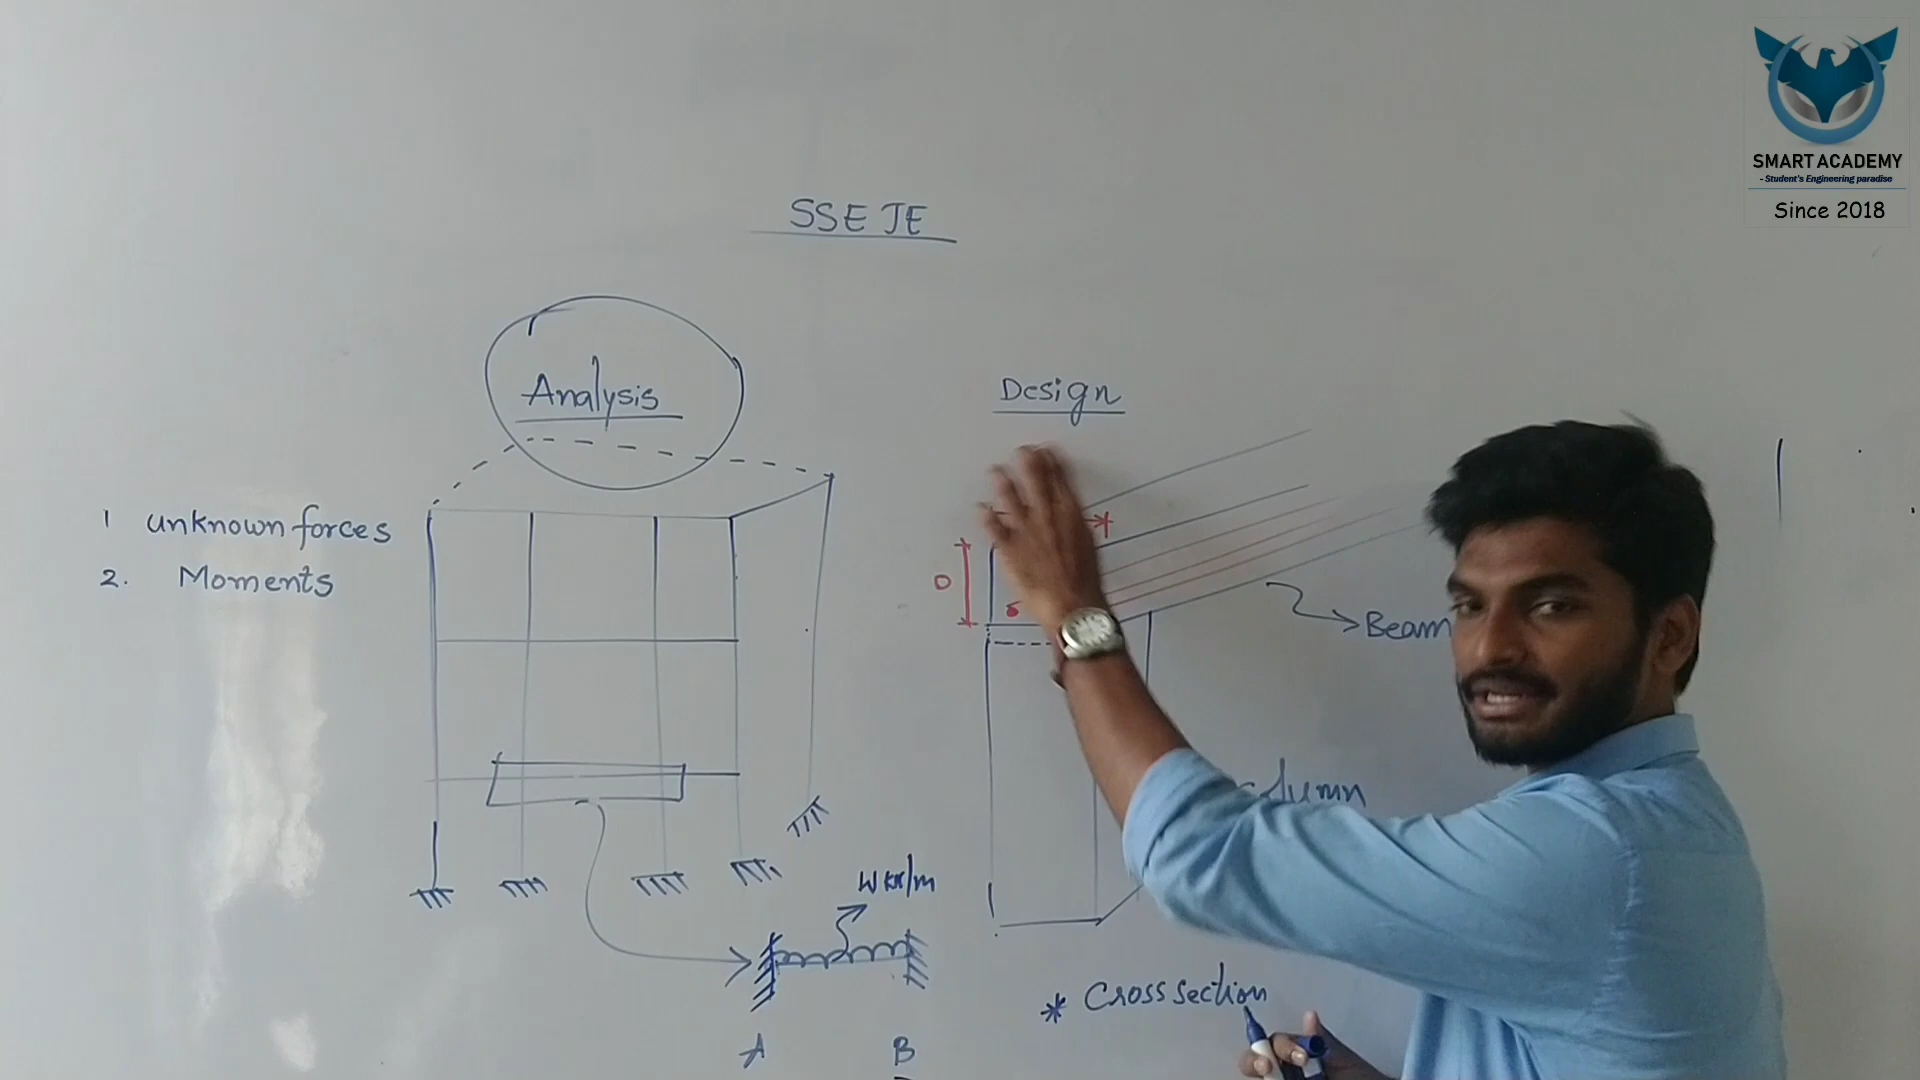 SMART ACADEMY
- Student's Engineering paradise
Since 2018
SSE JE
Analysis
Design
1 unknown forces
2. Moments
D
Beam
column
W kN/m
* Cross section
A
B